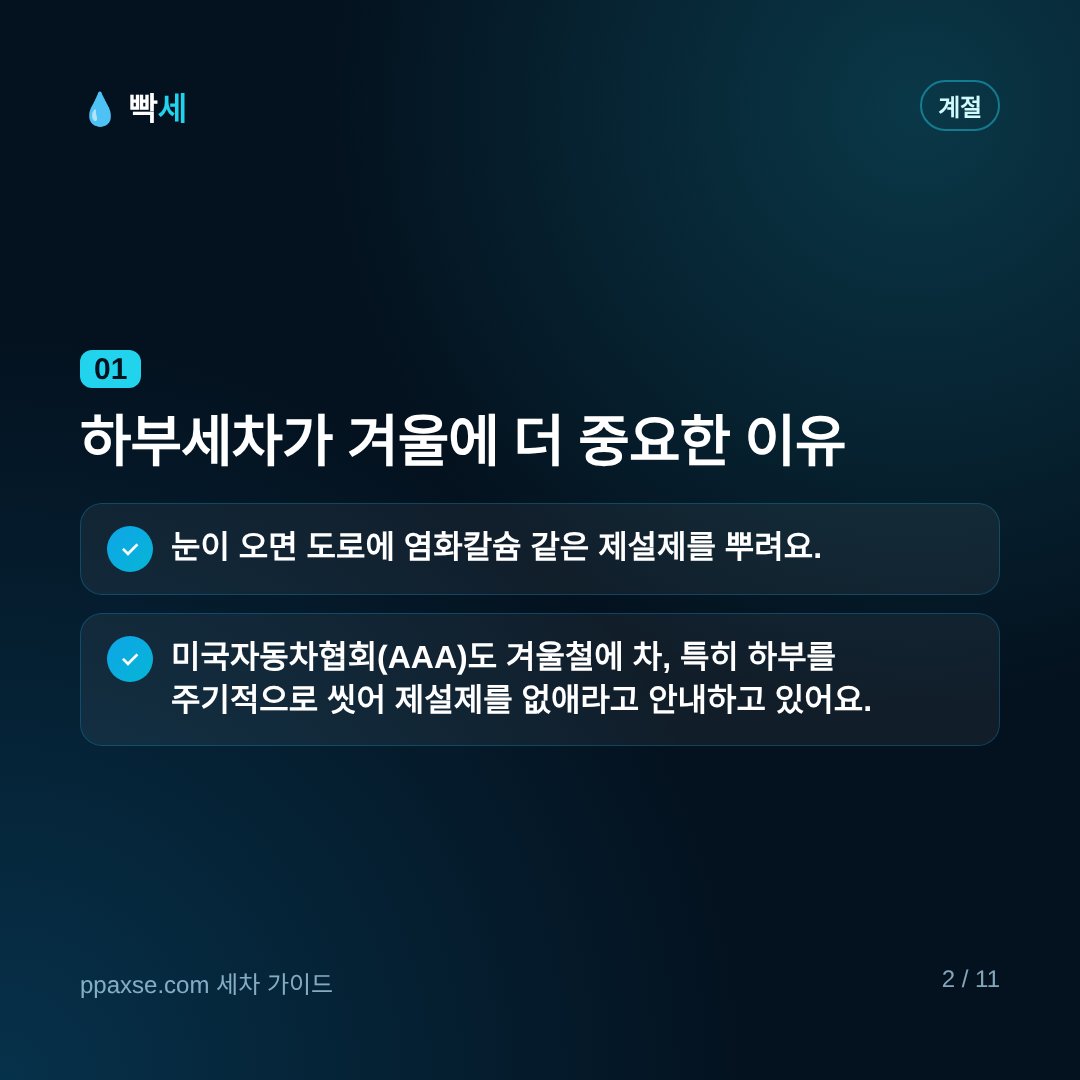 빡세
계절
01
하부세차가 겨울에 더 중요한 이유
눈이 오면 도로에 염화칼슘 같은 제설제를 뿌려요.
미국자동차협회(AAA)도 겨울철에 차, 특히 하부를
주기적으로 씻어 제설제를 없애라고 안내하고 있어요.
ppaxse.com 세차 가이드
2 / 11